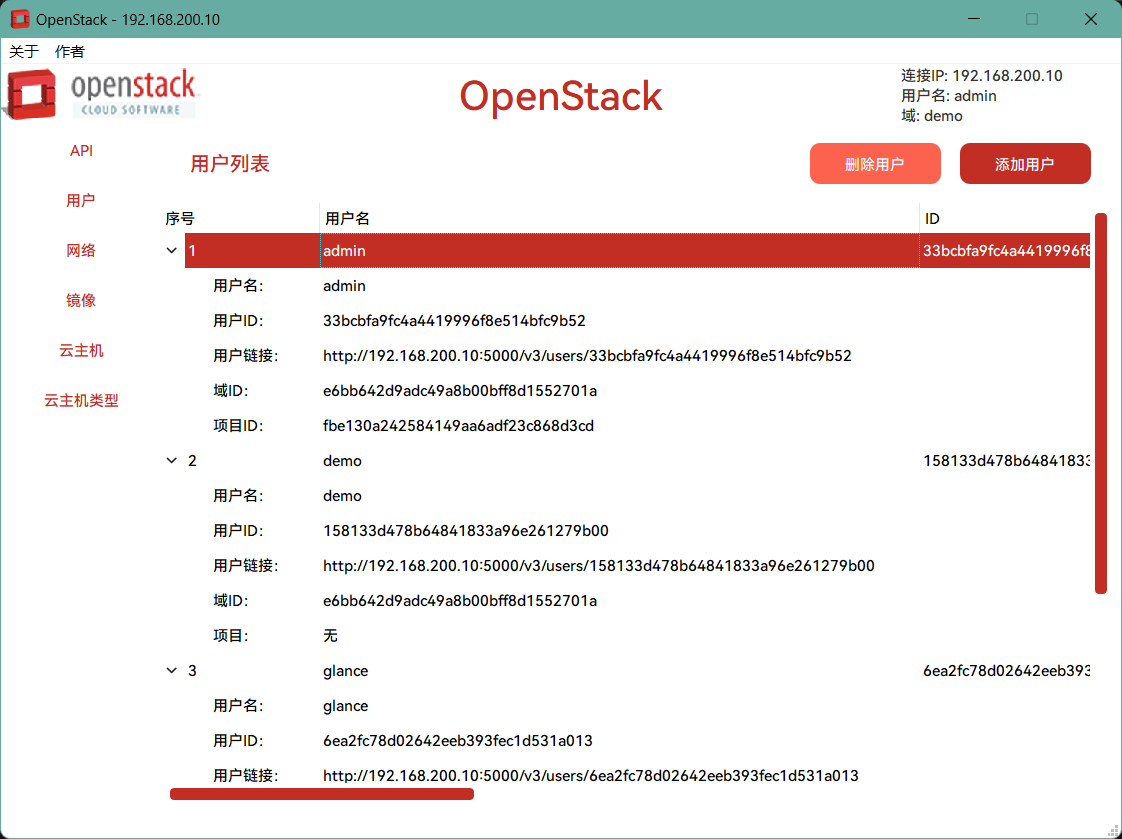 OpenStack - 192.168.200.10
关于 作者
openstack
CLOUD SOFTWARE
OpenStack
连接IP: 192.168.200.10
用户名: admin
域: demo
API
用户
网络
镜像
云主机
云主机类型
用户列表
删除用户
添加用户
序号 用户名 ID
1 admin 33bcbfa9fc4a4419996f8
用户名: admin
用户ID: 33bcbfa9fc4a4419996f8e514bfc9b52
用户链接: http://192.168.200.10:5000/v3/users/33bcbfa9fc4a4419996f8e514bfc9b52
域ID: e6bb642d9adc49a8b00bff8d1552701a
项目ID: fbe130a242584149aa6adf23c868d3cd
2 demo 158133d478b64841833
用户名: demo
用户ID: 158133d478b64841833a96e261279b00
用户链接: http://192.168.200.10:5000/v3/users/158133d478b64841833a96e261279b00
域ID: e6bb642d9adc49a8b00bff8d1552701a
项目: 无
3 glance 6ea2fc78d02642eeb393
用户名: glance
用户ID: 6ea2fc78d02642eeb393fec1d531a013
用户链接: http://192.168.200.10:5000/v3/users/6ea2fc78d02642eeb393fec1d531a013